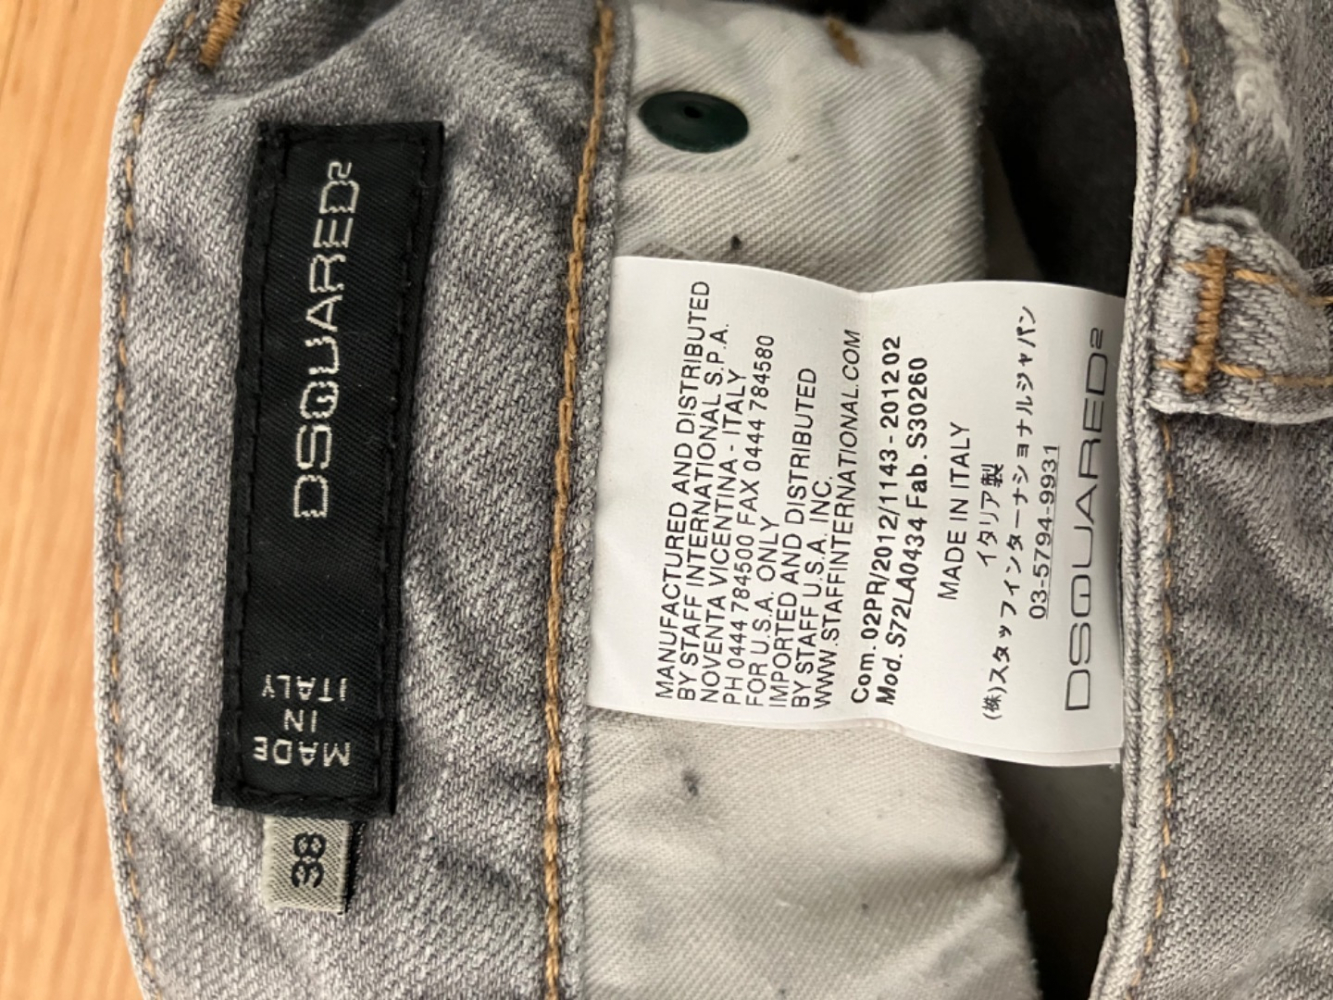 DSQUARED2
MADE
IN
ITALY
38
MANUFACTURED AND DISTRIBUTED
BY STAFF INTERNATIONAL S.P.A.
NOVENTA VICENTINA - ITALY
PH 0444 784500 FAX 0444 784580
FOR U.S.A. ONLY
IMPORTED AND DISTRIBUTED
BY STAFF U.S.A. INC.
WWW.STAFFINTERNATIONAL.COM
Com. 02PR/2012/1143 - 2012 02
Mod. S72LA0434 Fab. S30260
MADE IN ITALY
イタリア製
(株)スタッフインターナショナルジャパン
03-5794-9931
DSQUARED2